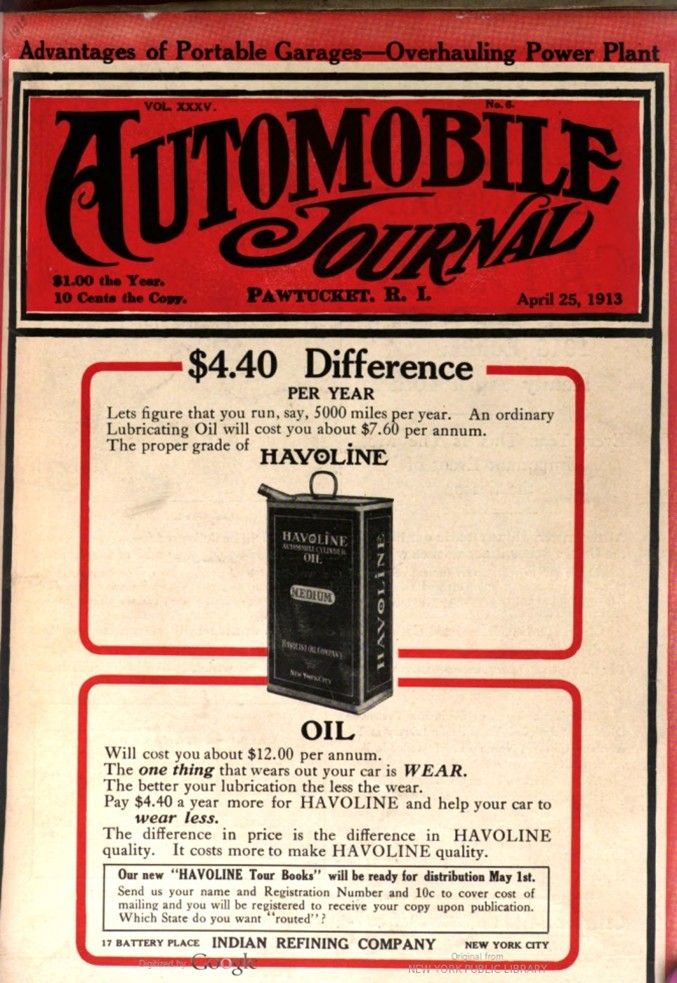 Advantages of Portable Garages—Overhauling Power Plant
VOL. XXXV.
No. 6.
AUTOMOBILE
JOURNAL
$1.00 the Year.
10 Cents the Copy.
PAWTUCKET. R. I.
April 25, 1913
$4.40 Difference
PER YEAR
Lets figure that you run, say, 5000 miles per year. An ordinary
Lubricating Oil will cost you about $7.60 per annum.
The proper grade of
HAVOLINE
HAVOLINE
AUTOMOBILE CYLINDER
OIL
MEDIUM
NEW YORK CITY
HAVOLINE
OIL
Will cost you about $12.00 per annum.
The one thing that wears out your car is WEAR.
The better your lubrication the less the wear.
Pay $4.40 a year more for HAVOLINE and help your car to
wear less.
The difference in price is the difference in HAVOLINE
quality. It costs more to make HAVOLINE quality.
Our new "HAVOLINE Tour Books" will be ready for distribution May 1st.
Send us your name and Registration Number and 10c to cover cost of
mailing and you will be registered to receive your copy upon publication.
Which State do you want "routed"?
17 BATTERY PLACE INDIAN REFINING COMPANY NEW YORK CITY
Digitized by Google
Original from
NEW YORK PUBLIC LIBRARY